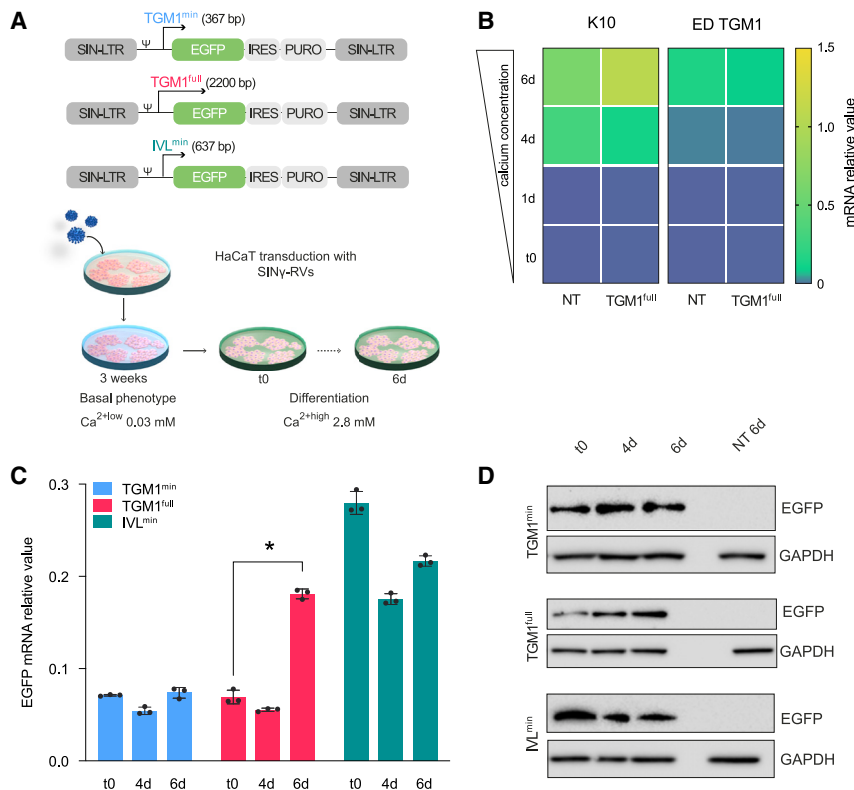 A
TGM1min (367 bp)
SIN-LTR Ψ EGFP IRES PURO SIN-LTR
TGM1full (2200 bp)
SIN-LTR Ψ EGFP IRES PURO SIN-LTR
IVLmin (637 bp)
SIN-LTR Ψ EGFP IRES PURO SIN-LTR
HaCaT transduction with
SINγ-RVs
3 weeks t0 6d
Basal phenotype Differentiation
Ca2+low 0.03 mM Ca2+high 2.8 mM
B
K10 ED TGM1
calcium concentration
6d
4d
1d
t0
NT TGM1full NT TGM1full
1.5
1.0
0.5
0
mRNA relative value
C
TGM1min
TGM1full
IVLmin
*
EGFP mRNA relative value
0.3
0.2
0.1
0.0
t0 4d 6d t0 4d 6d t0 4d 6d
D
t0 4d 6d NT 6d
TGM1min
EGFP
GAPDH
TGM1full
EGFP
GAPDH
IVLmin
EGFP
GAPDH